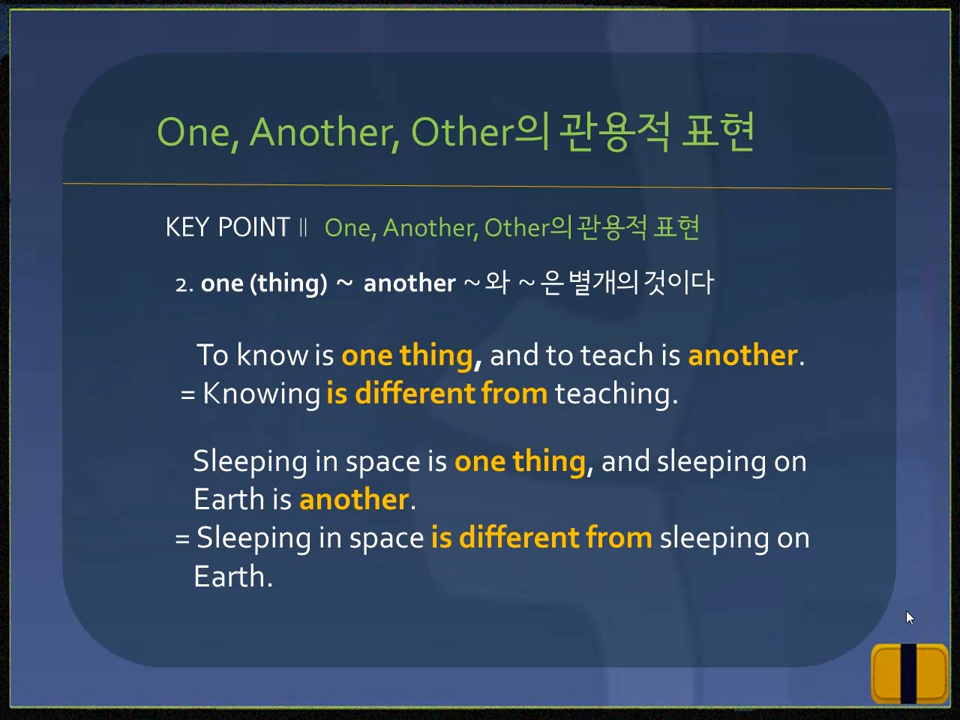 One, Another, Other의 관용적 표현
KEY POINT Ⅱ One, Another, Other의 관용적 표현
2. one (thing) ~ another ~ 와 ~ 은 별개의 것이다
To know is one thing, and to teach is another.
= Knowing is different from teaching.
Sleeping in space is one thing, and sleeping on
Earth is another.
= Sleeping in space is different from sleeping on
Earth.